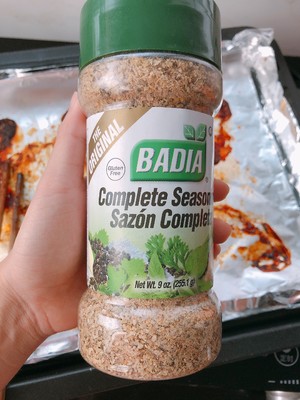 THE
ORIGINAL
Gluten
Free
BADIA
®
Complete Season
Sazón Complet
Net Wt. 9 oz. (255.1 g)